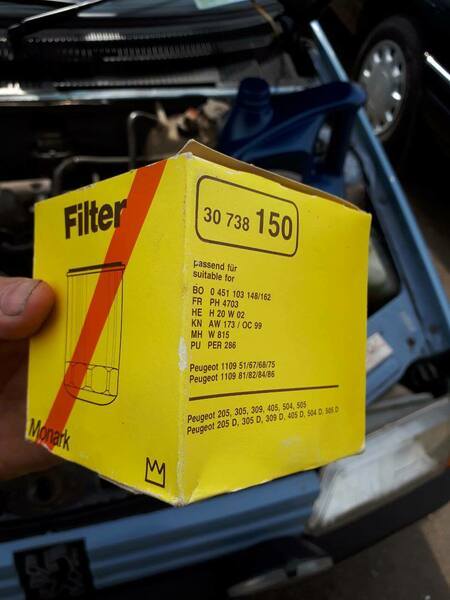 Filter
Monark
30 738 150
passend für
suitable for
BO 0 451 103 148/162
FR PH 4703
HE H 20 W 02
KN AW 173 / OC 99
MH W 815
PU PER 286
Peugeot 1109 51/67/68/75
Peugeot 1109 81/82/84/86
Peugeot 205, 305, 309, 405, 504, 505
Peugeot 205 D, 305 D, 309 D, 405 D, 504 D, 505 D